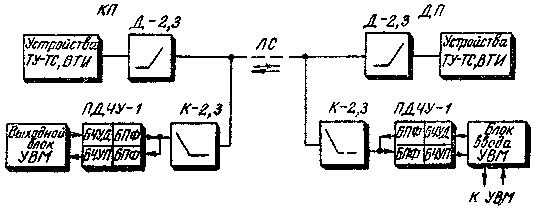 КП
Д-2,3
ЛС
Д-2,3
ДП
Устройства
ТУ-ТС, ВТИ
Устройства
ТУ-ТС, ВТИ
ПДЧУ-1
К-2,3
К-2,3
ПДЧУ-1
Выходной
блок
УВМ
БЧУД
БПФ
БЧУП
БПФ
БПФ
БЧУД
БПФ
БЧУП
Блок
ввода
УВМ
К УВМ